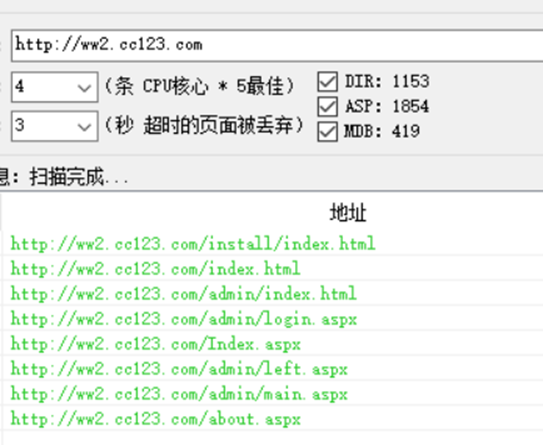 http://ww2.cc123.com
4 (条 CPU核心 * 5最佳) DIR: 1153
ASP: 1854
3 (秒 超时的页面被丢弃) MDB: 419
息: 扫描完成...
地址
http://ww2.cc123.com/install/index.html
http://ww2.cc123.com/index.html
http://ww2.cc123.com/admin/index.html
http://ww2.cc123.com/admin/login.aspx
http://ww2.cc123.com/Index.aspx
http://ww2.cc123.com/admin/left.aspx
http://ww2.cc123.com/admin/main.aspx
http://ww2.cc123.com/about.aspx